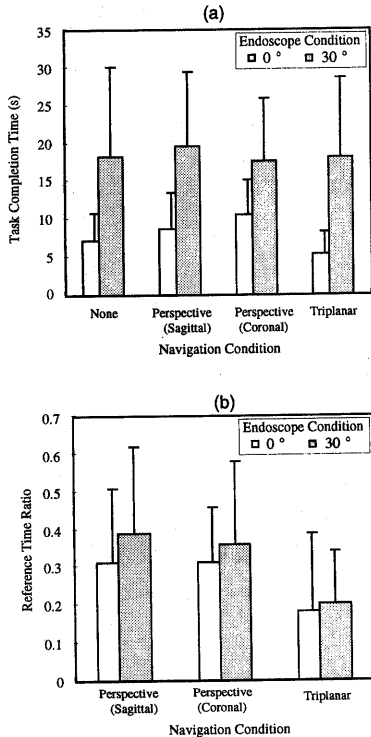 (a)
Endoscope Condition
0 ° 30 °
Task Completion Time (s)
35
30
25
20
15
10
5
0
None
Perspective
(Sagittal)
Perspective
(Coronal)
Triplanar
Navigation Condition
(b)
Endoscope Condition
0 ° 30 °
Reference Time Ratio
0.7
0.6
0.5
0.4
0.3
0.2
0.1
0
Perspective
(Sagittal)
Perspective
(Coronal)
Triplanar
Navigation Condition